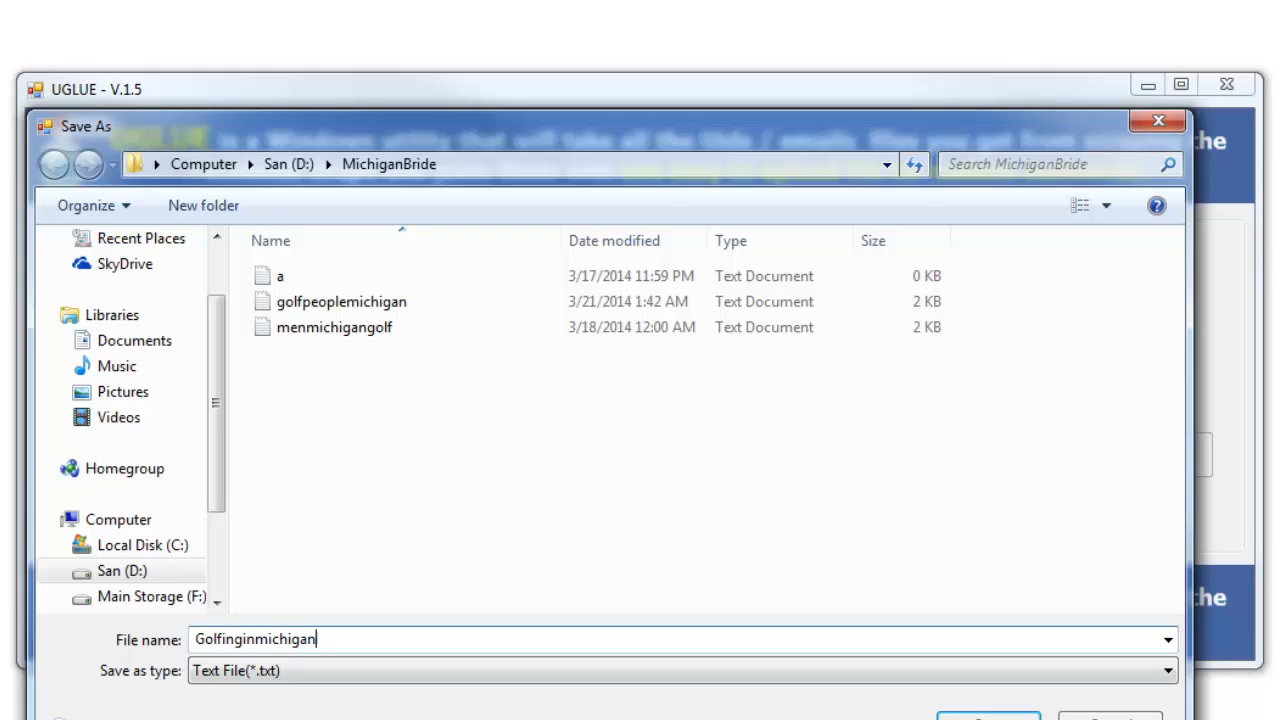 UGLUE - V.1.5
Save As
the
Computer San (D:) MichiganBride
Search MichiganBride
Organize New folder
Recent Places
SkyDrive
Libraries
Documents
Music
Pictures
Videos
Homegroup
Computer
Local Disk (C:)
San (D:)
Main Storage (F:)
Name Date modified Type Size
a 3/17/2014 11:59 PM Text Document 0 KB
golfpeoplemichigan 3/21/2014 1:42 AM Text Document 2 KB
menmichigangolf 3/18/2014 12:00 AM Text Document 2 KB
the
File name: Golfinginmichigan
Save as type: Text File(*.txt)